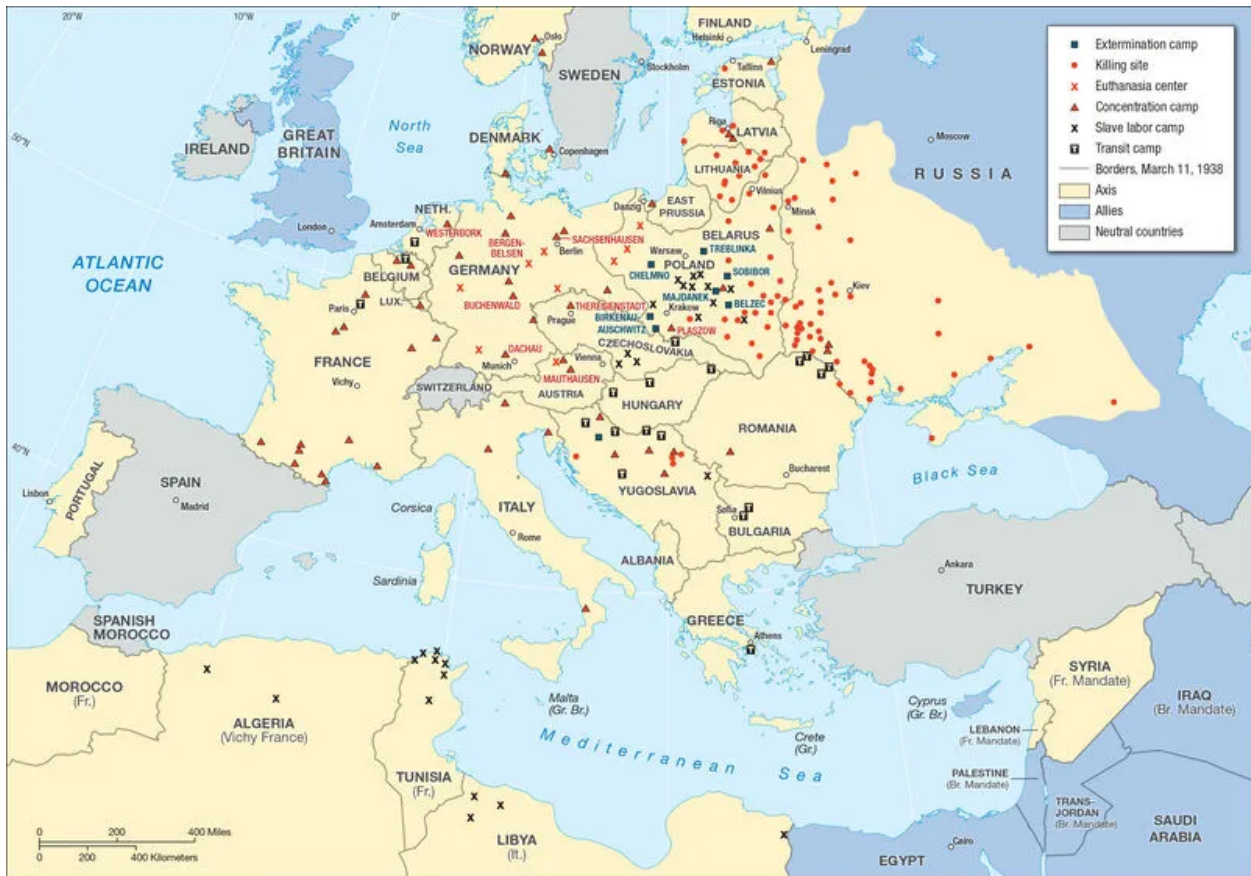 20°W
10°W
0°
50°N
40°N
Extermination camp
Killing site
Euthanasia center
Concentration camp
Slave labor camp
Transit camp
Borders, March 11, 1938
Axis
Allies
Neutral countries
FINLAND
Helsinki
Leningrad
NORWAY
Oslo
SWEDEN
Stockholm
Tallinn
ESTONIA
Riga
LATVIA
Moscow
RUSSIA
North
Sea
DENMARK
Copenhagen
LITHUANIA
Vilnius
IRELAND
GREAT
BRITAIN
London
Danzig
EAST
PRUSSIA
Minsk
NETH.
Amsterdam
WESTERBORK
BERGEN-
BELSEN
SACHSENHAUSEN
Berlin
BELARUS
Warsaw
TREBLINKA
POLAND
CHELMNO
SOBIBOR
ATLANTIC
OCEAN
BELGIUM
GERMANY
LUX.
BUCHENWALD
THERESIENSTADT
Prague
MAJDANEK
Krakow
BELZEC
BIRKENAU-
AUSCHWITZ
PLASZOW
Kiev
Paris
CZECHOSLOVAKIA
FRANCE
DACHAU
Munich
Vienna
MAUTHAUSEN
AUSTRIA
Vichy
SWITZERLAND
HUNGARY
ROMANIA
Bucharest
PORTUGAL
Lisbon
SPAIN
Madrid
Corsica
ITALY
Rome
YUGOSLAVIA
Sofia
BULGARIA
Black Sea
Sardinia
ALBANIA
GREECE
Athens
Ankara
TURKEY
SPANISH
MOROCCO
MOROCCO
(Fr.)
ALGERIA
(Vichy France)
TUNISIA
(Fr.)
Malta
(Gr. Br.)
Crete
(Gr.)
Cyprus
(Gr. Br.)
Mediterranean Sea
SYRIA
(Fr. Mandate)
IRAQ
(Br. Mandate)
LEBANON
(Fr. Mandate)
PALESTINE
(Br. Mandate)
TRANS-
JORDAN
(Br. Mandate)
SAUDI
ARABIA
LIBYA
(It.)
EGYPT
Cairo
0 200 400 Miles
0 200 400 Kilometers